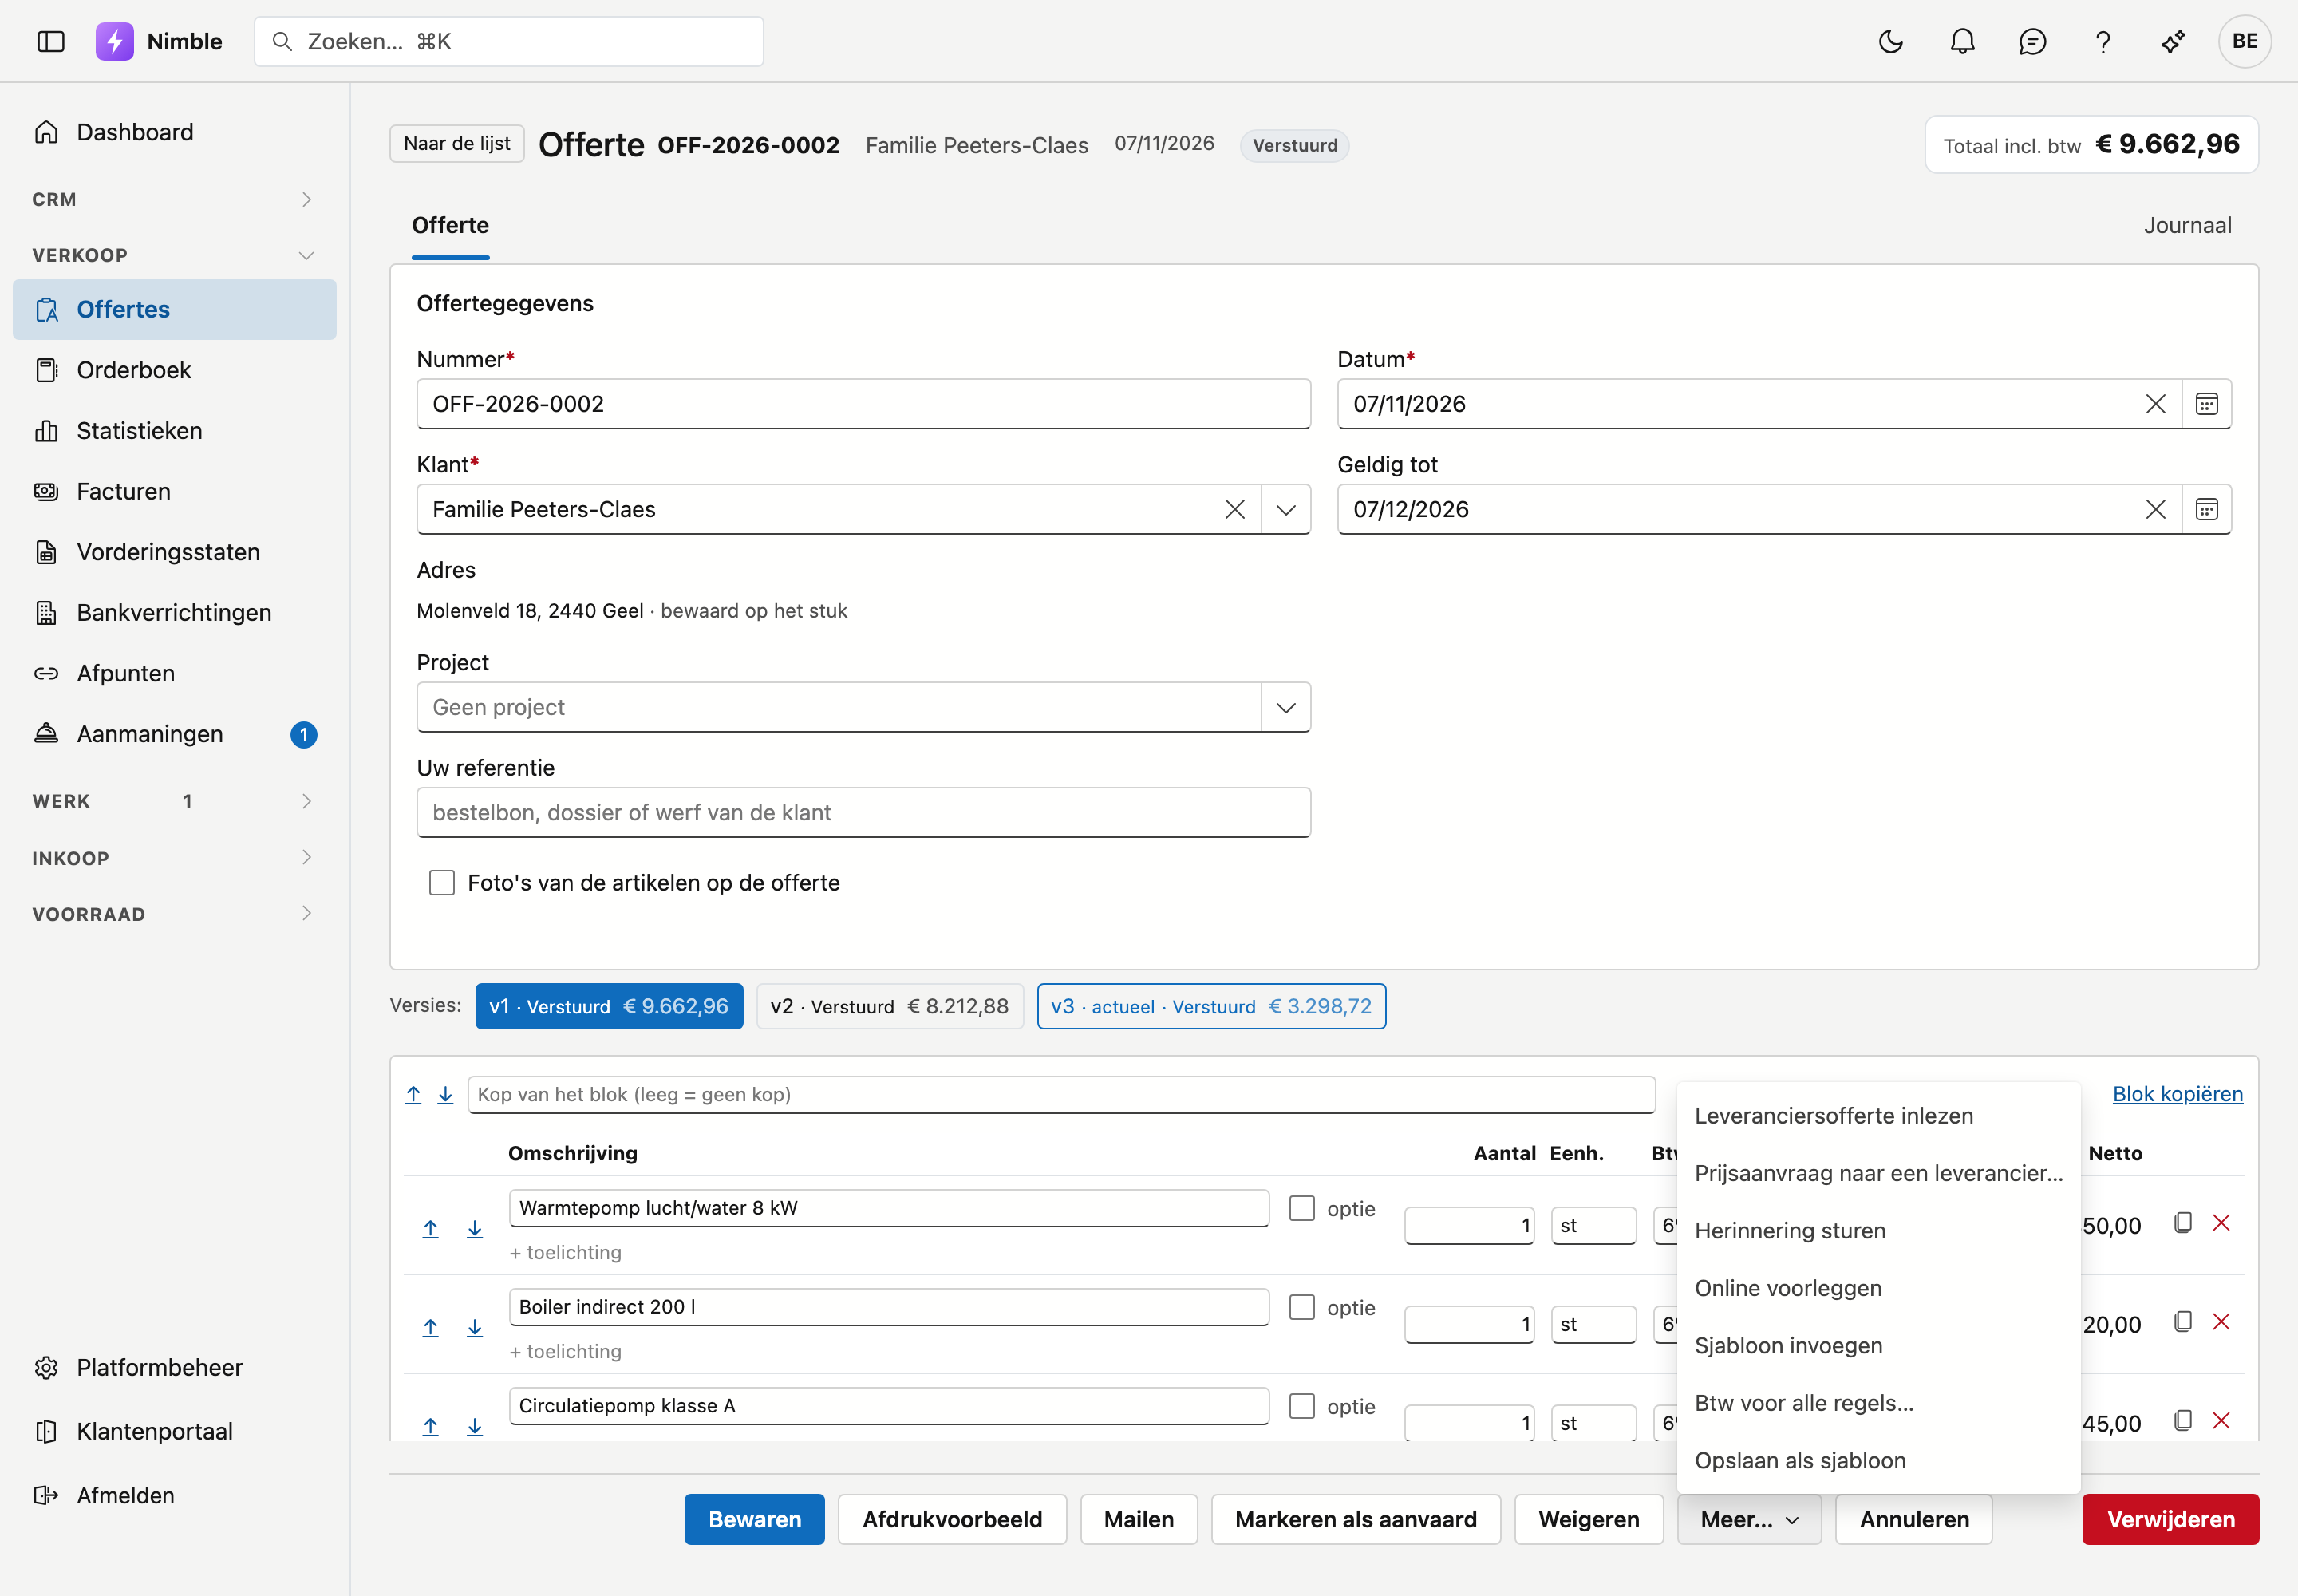 Nimble
Zoeken... ⌘K
BE
Dashboard
CRM
VERKOOP
Offertes
Orderboek
Statistieken
Facturen
Vorderingsstaten
Bankverrichtingen
Afpunten
Aanmaningen 1
WERK 1
INKOOP
VOORRAAD
Platformbeheer
Klantenportaal
Afmelden
Naar de lijst Offerte OFF-2026-0002 Familie Peeters-Claes 07/11/2026 Verstuurd Totaal incl. btw € 9.662,96
Offerte Journaal
Offertegegevens
Nummer* Datum*
OFF-2026-0002 07/11/2026
Klant* Geldig tot
Familie Peeters-Claes 07/12/2026
Adres
Molenveld 18, 2440 Geel · bewaard op het stuk
Project
Geen project
Uw referentie
bestelbon, dossier of werf van de klant
Foto's van de artikelen op de offerte
Versies: v1 · Verstuurd € 9.662,96 v2 · Verstuurd € 8.212,88 v3 · actueel · Verstuurd € 3.298,72
Kop van het blok (leeg = geen kop) Blok kopiëren
Omschrijving Aantal Eenh. Netto
Warmtepomp lucht/water 8 kW optie 1 st 50,00
+ toelichting
Boiler indirect 200 l optie 1 st 20,00
+ toelichting
Circulatiepomp klasse A optie 1 st 45,00
Leveranciersofferte inlezen
Prijsaanvraag naar een leverancier...
Herinnering sturen
Online voorleggen
Sjabloon invoegen
Btw voor alle regels...
Opslaan als sjabloon
Bewaren Afdrukvoorbeeld Mailen Markeren als aanvaard Weigeren Meer... Annuleren Verwijderen